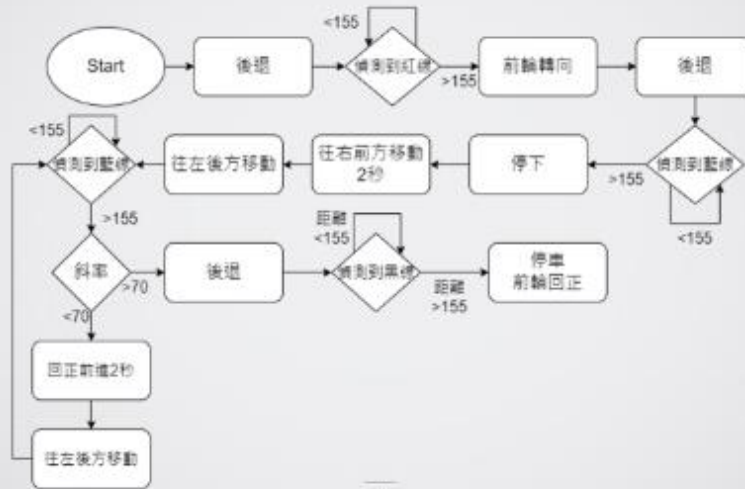 Start
後退
<155
偵測到紅線
>155
前輪轉向
後退
偵測到藍線
<155
>155
停下
往右前方移動
2秒
往左後方移動
<155
偵測到藍線
>155
斜率
>70
後退
距離
<155
偵測到黑線
距離
>155
停車
前輪回正
<70
回正前進2秒
往左後方移動